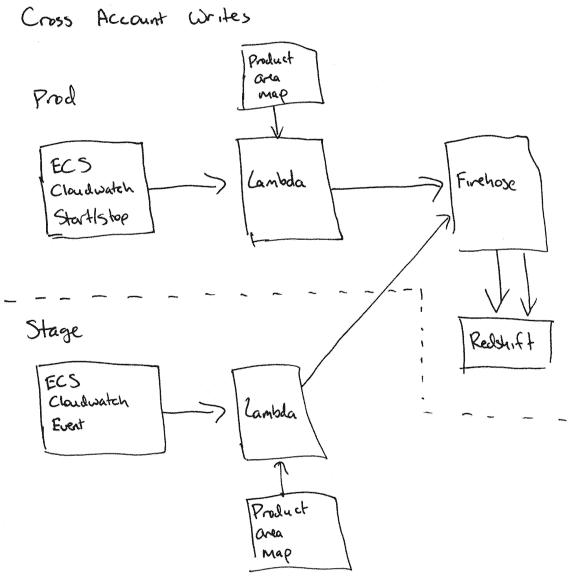 Cross Account Writes
Prod
Product
area
map
ECS
Cloudwatch
Start/stop
Lambda
Firehose
Redshift
Stage
ECS
Cloudwatch
Event
Lambda
Product
area
map